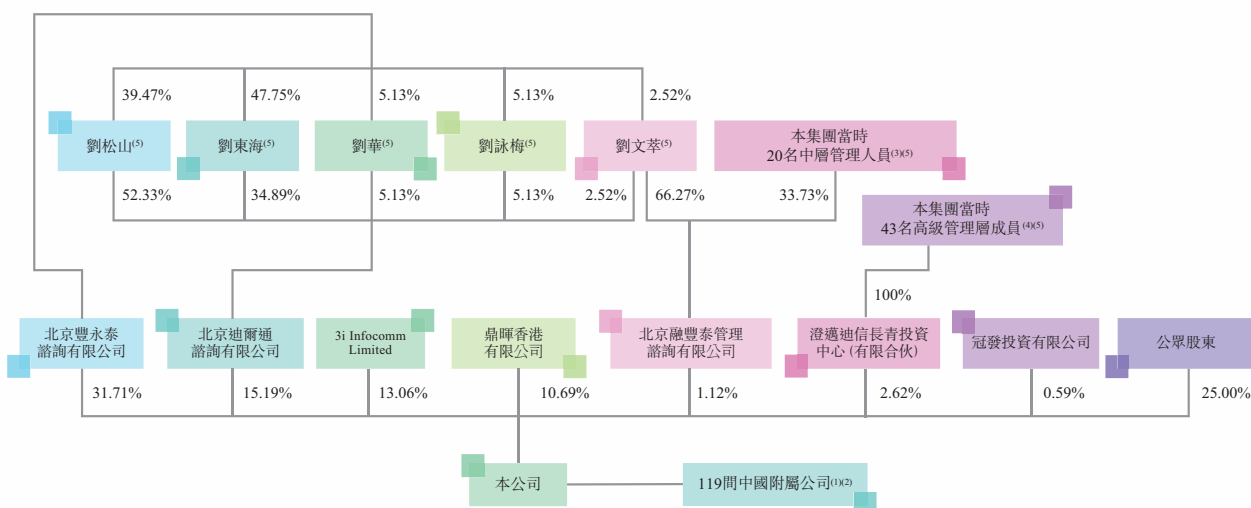 39.47%
47.75%
5.13%
5.13%
2.52%
劉松山(5)
劉東海(5)
劉華(5)
劉詠梅(5)
劉文萃(5)
本集團當時
20名中層管理人員(3)(5)
52.33%
34.89%
5.13%
5.13%
2.52%
66.27%
33.73%
本集團當時
43名高級管理層成員(4)(5)
100%
北京豐永泰
諮詢有限公司
北京迪爾通
諮詢有限公司
3i Infocomm
Limited
鼎暉香港
有限公司
北京融豐泰管理
諮詢有限公司
澄邁迪信長青投資
中心 (有限合伙)
冠發投資有限公司
公眾股東
31.71%
15.19%
13.06%
10.69%
1.12%
2.62%
0.59%
25.00%
本公司
119間中國附屬公司(1)(2)